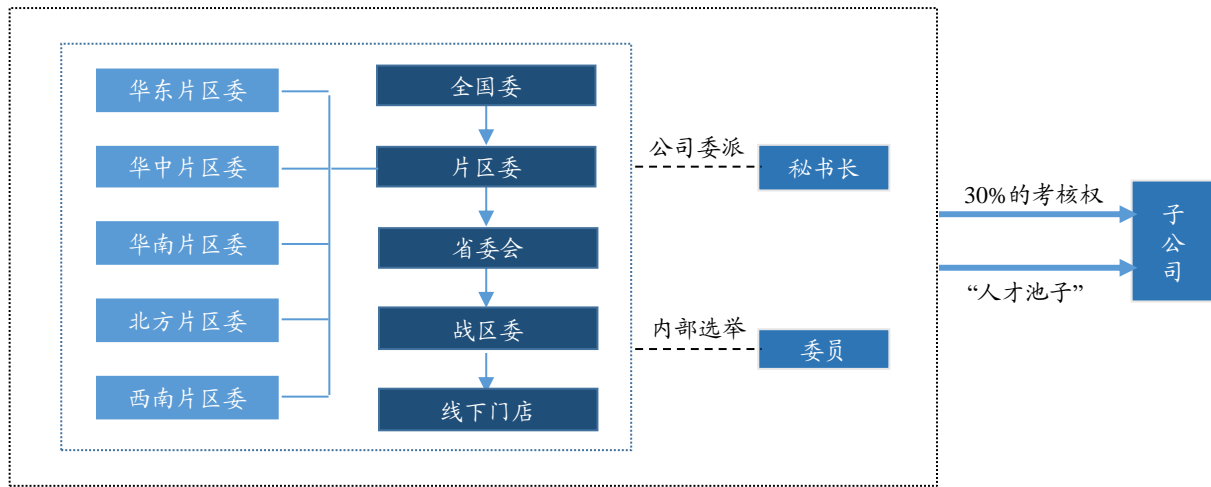 华东片区委
华中片区委
华南片区委
北方片区委
西南片区委
全国委
片区委
省委会
战区委
线下门店
公司委派
秘书长
内部选举
委员
30%的考核权
“人才池子”
子
公
司